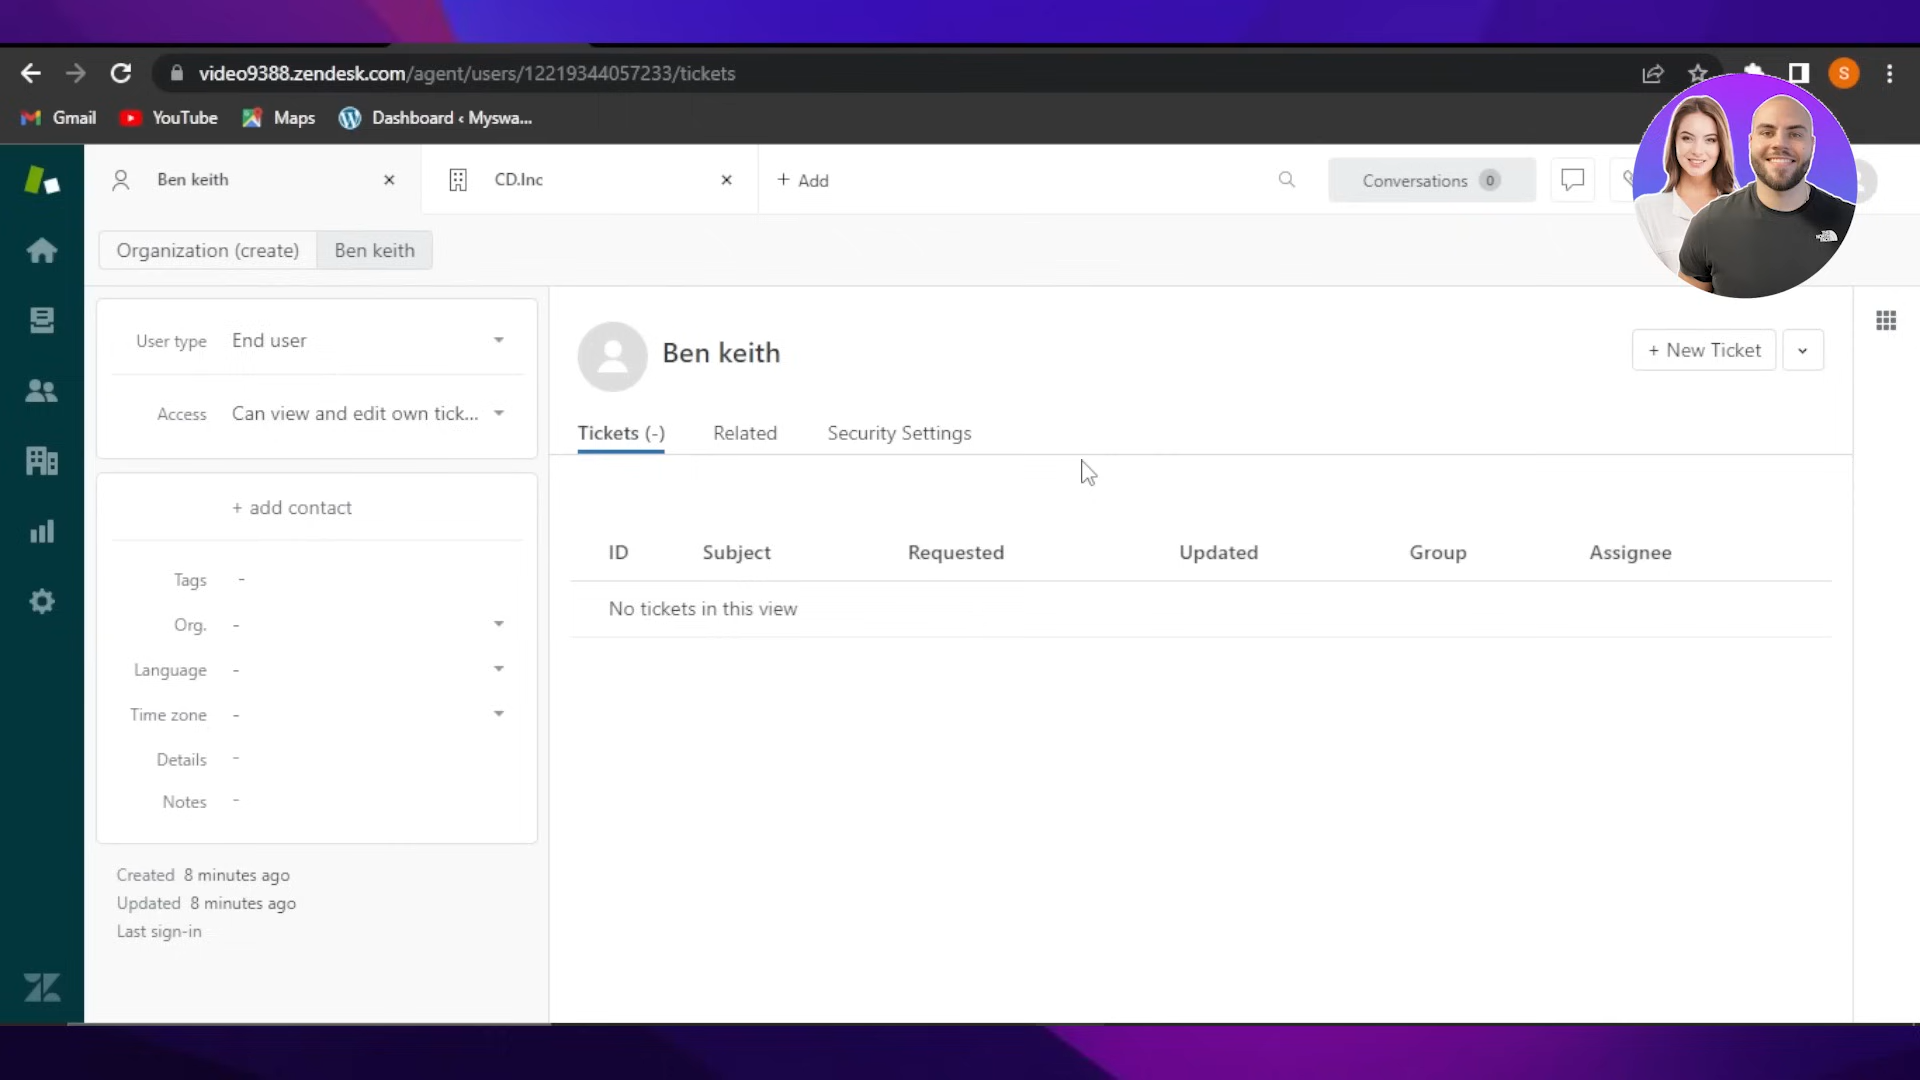 video9388.zendesk.com/agent/users/12219344057233/tickets
S
Gmail
YouTube
Maps
Dashboard ‹ Myswa...
Ben keith
CD.Inc
+ Add
Conversations 0
Organization (create)
Ben keith
User type End user
Access Can view and edit own tick...
+ add contact
Tags -
Org. -
Language -
Time zone -
Details -
Notes -
Created 8 minutes ago
Updated 8 minutes ago
Last sign-in
Ben keith
+ New Ticket
Tickets (-)
Related
Security Settings
ID Subject Requested Updated Group Assignee
No tickets in this view